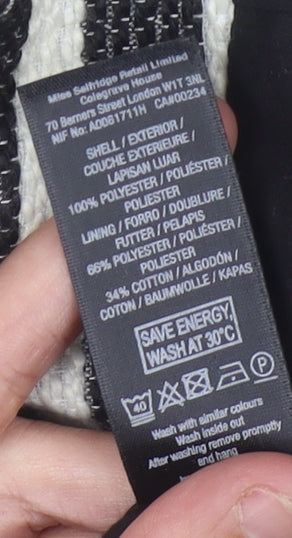 Miss Selfridge Retail Limited
Colegrave House
70 Berners Street London W1T 3NL
NIF No: A0081711H CA#00234
SHELL / EXTERIOR /
COUCHE EXTERIEURE /
LAPISAN LUAR
100% POLYESTER / POLIÉSTER /
POLIESTER
LINING / FORRO / DOUBLURE /
FUTTER / PELAPIS
66% POLYESTER / POLIÉSTER /
POLIESTER
34% COTTON / ALGODÓN /
COTON / BAUMWOLLE / KAPAS
SAVE ENERGY,
WASH AT 30°C
40 P
Wash with similar colours
Wash inside out
After washing remove promptly
and hang